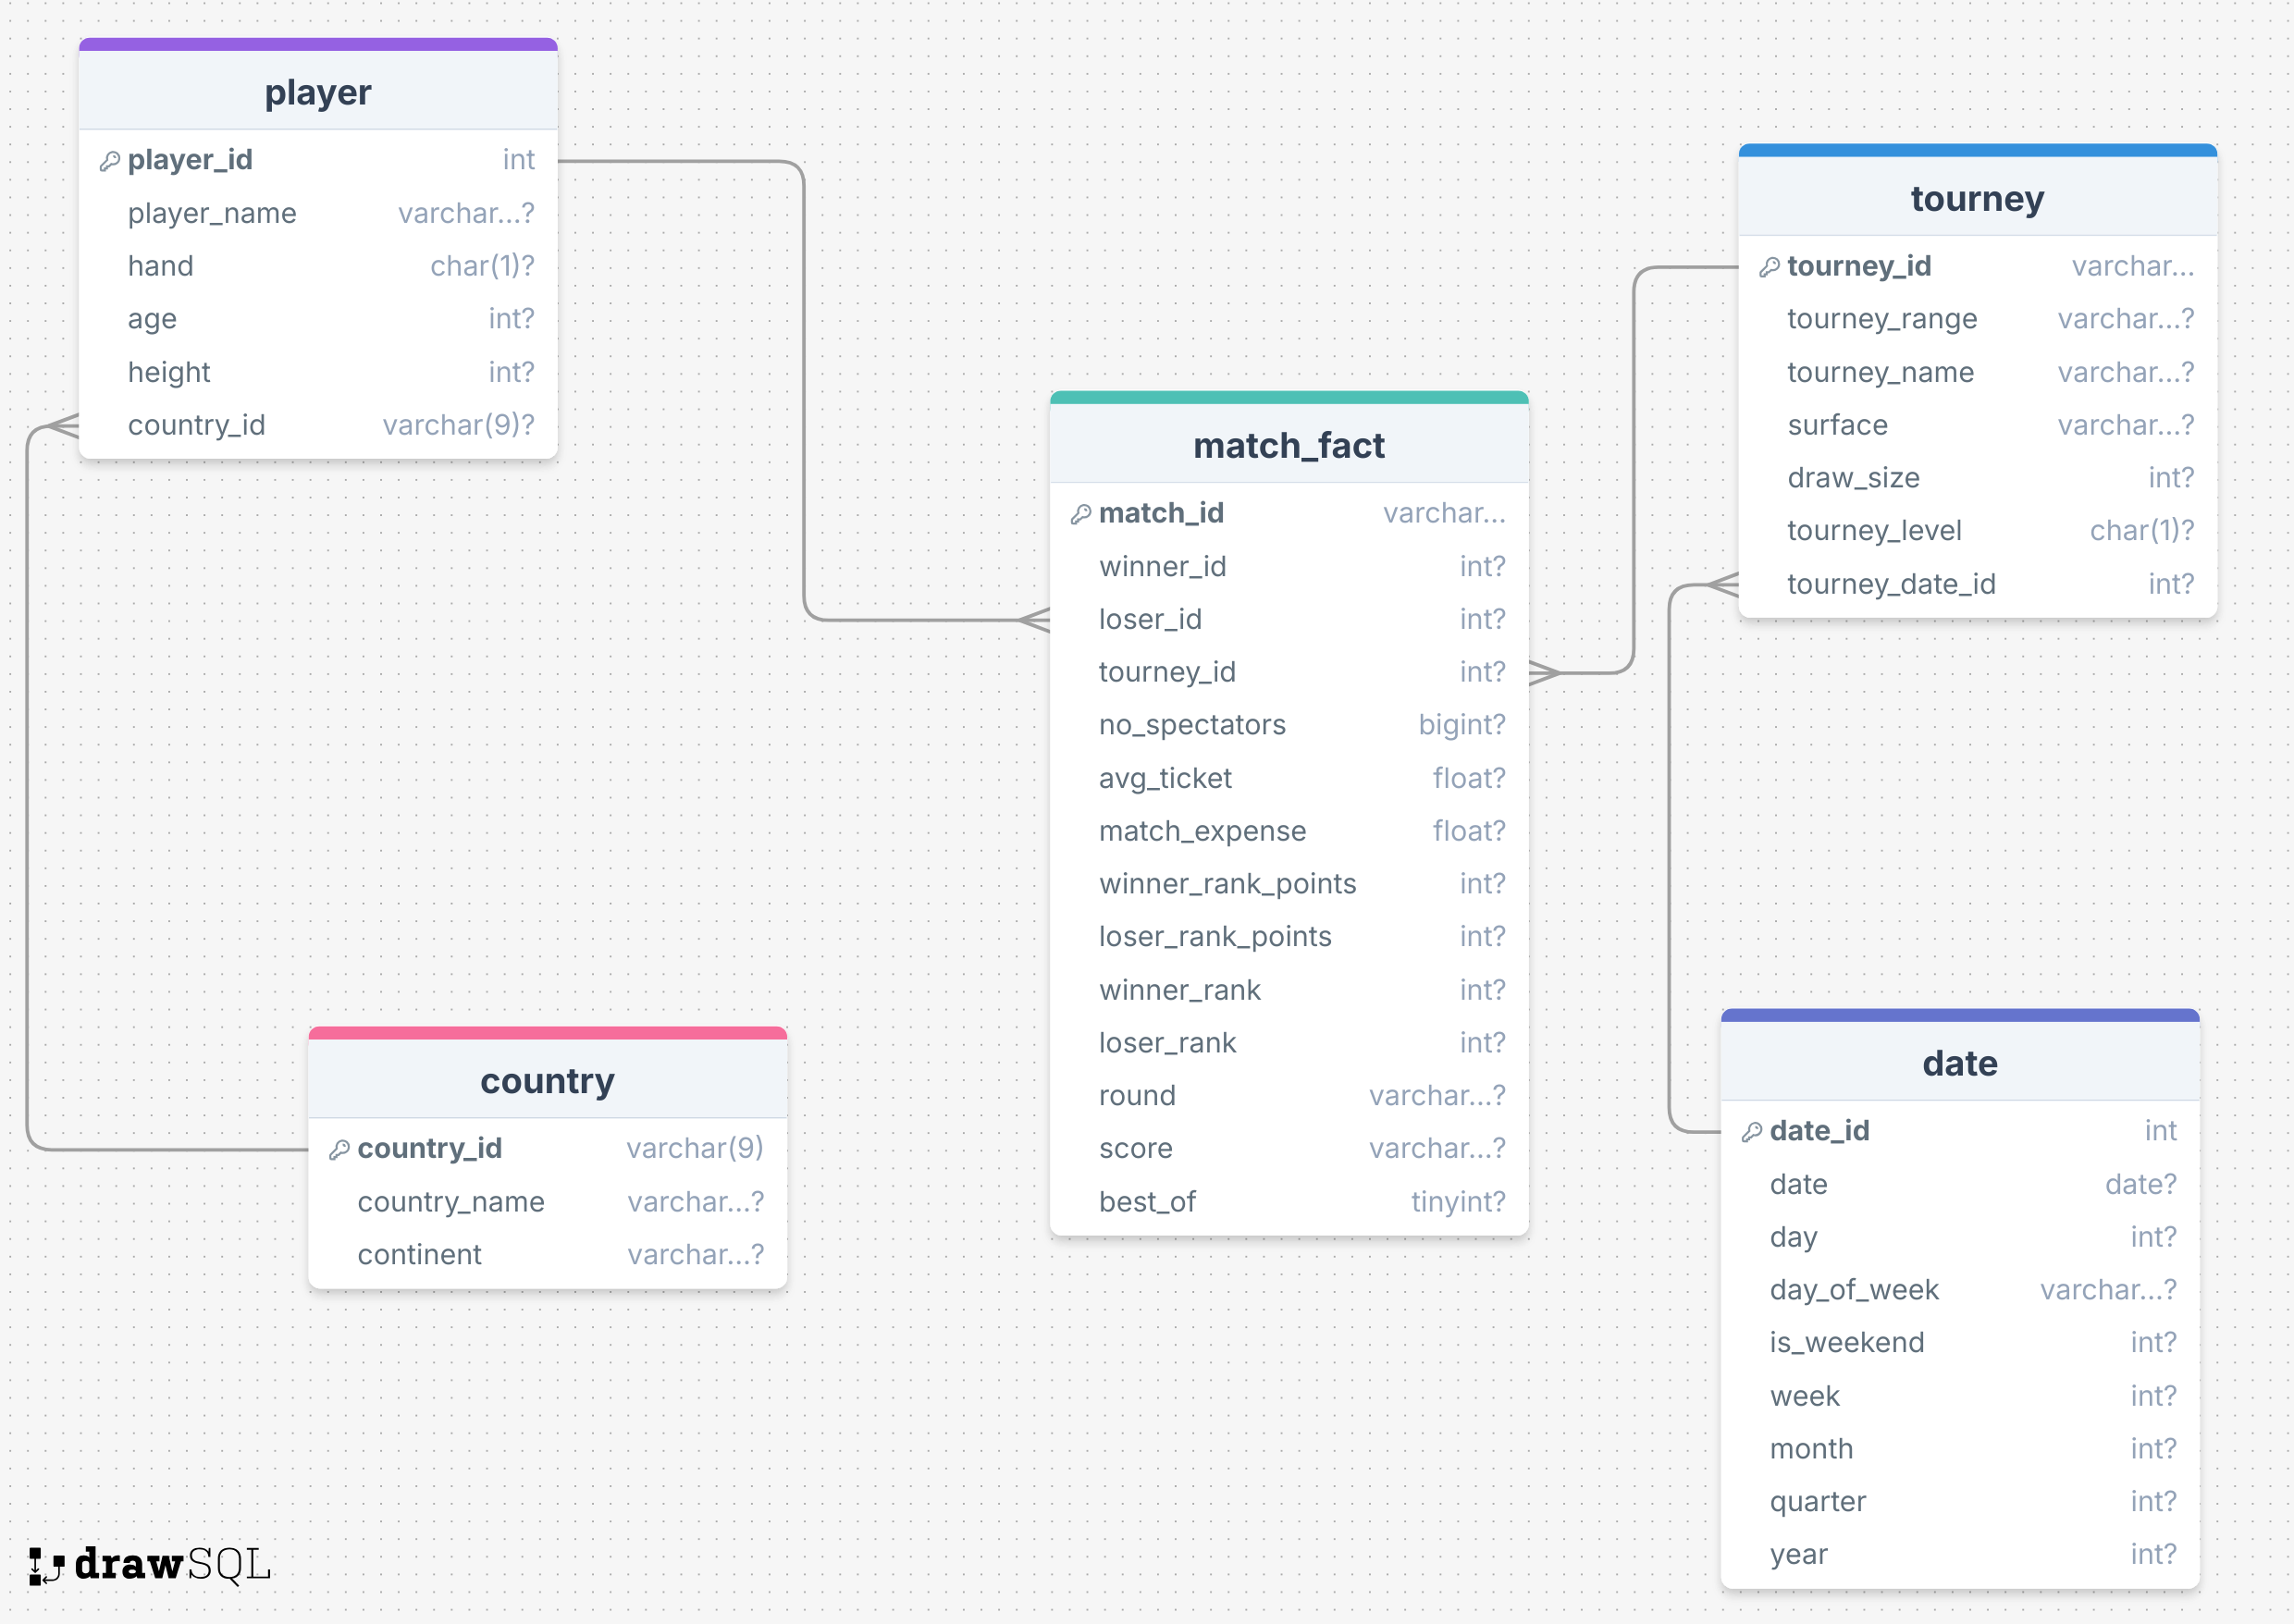 player
player_id int
player_name varchar...?
hand char(1)?
age int?
height int?
country_id varchar(9)?
tourney
tourney_id varchar...
tourney_range varchar...?
tourney_name varchar...?
surface varchar...?
draw_size int?
tourney_level char(1)?
tourney_date_id int?
match_fact
match_id varchar...
winner_id int?
loser_id int?
tourney_id int?
no_spectators bigint?
avg_ticket float?
match_expense float?
winner_rank_points int?
loser_rank_points int?
winner_rank int?
loser_rank int?
round varchar...?
score varchar...?
best_of tinyint?
country
country_id varchar(9)
country_name varchar...?
continent varchar...?
date
date_id int
date date?
day int?
day_of_week varchar...?
is_weekend int?
week int?
month int?
quarter int?
year int?
drawSQL